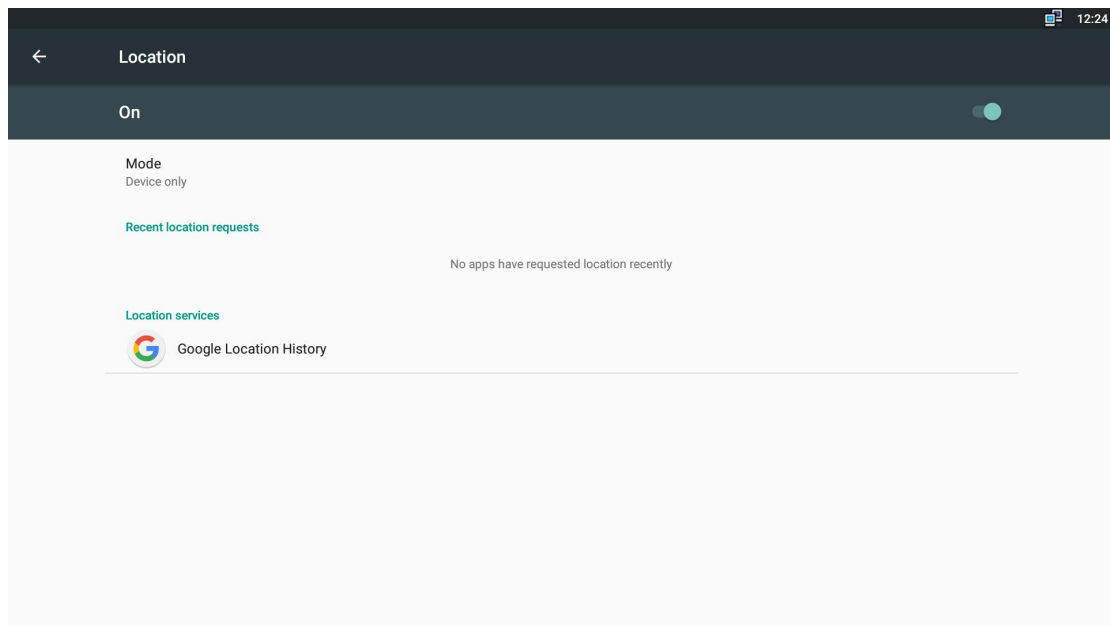 12:24
Location
On
Mode
Device only
Recent location requests
No apps have requested location recently
Location services
Google Location History